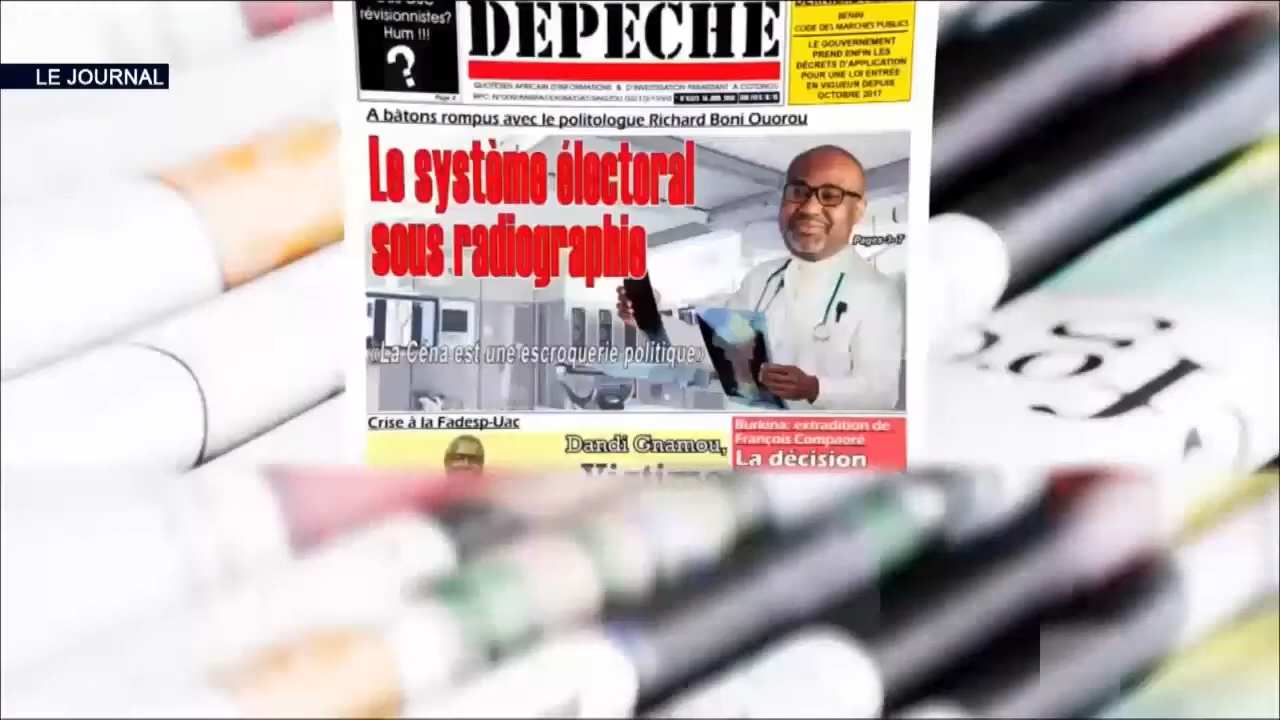 LE JOURNAL
révisionnistes?
Hum !!!
?
DÉPÊCHE
BÉNIN
CODE DES MARCHÉS PUBLICS
LE GOUVERNEMENT
PREND ENFIN LES
DÉCRETS D'APPLICATION
POUR UNE LOI ENTRÉE
EN VIGUEUR DEPUIS
OCTOBRE 2017
QUOTIDIEN AFRICAIN D'INFORMATIONS & D'INVESTIGATION PARAISSANT A COTONOU
A bâtons rompus avec le politologue Richard Boni Ouorou
Le système électoral
sous radiographie
Pages 3-7
«La Céna est une escroquerie politique»
Crise à la Fadesp-Uac
Dandi Gnamou,
Burkina: extradition de
François Compaoré
La décision